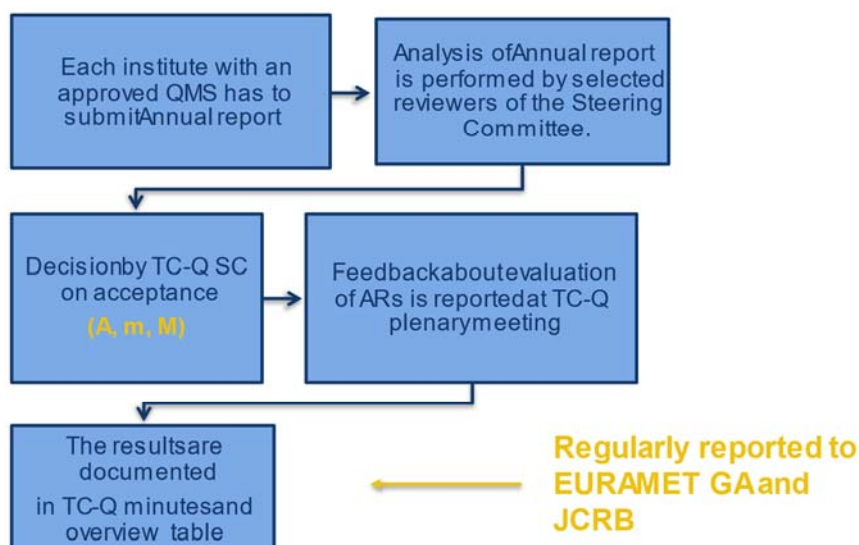 Each institute with an
approved QMS has to
submitAnnual report
Analysis ofAnnual report
is performed by selected
reviewers of the Steering
Committee.
Decisionby TC-Q SC
on acceptance
(A, m, M)
Feedbackaboutevaluation
of ARs is reportedat TC-Q
plenarymeeting
The resultsare
documented
in TC-Q minutesand
overview table
Regularly reported to
EURAMET GAand
JCRB